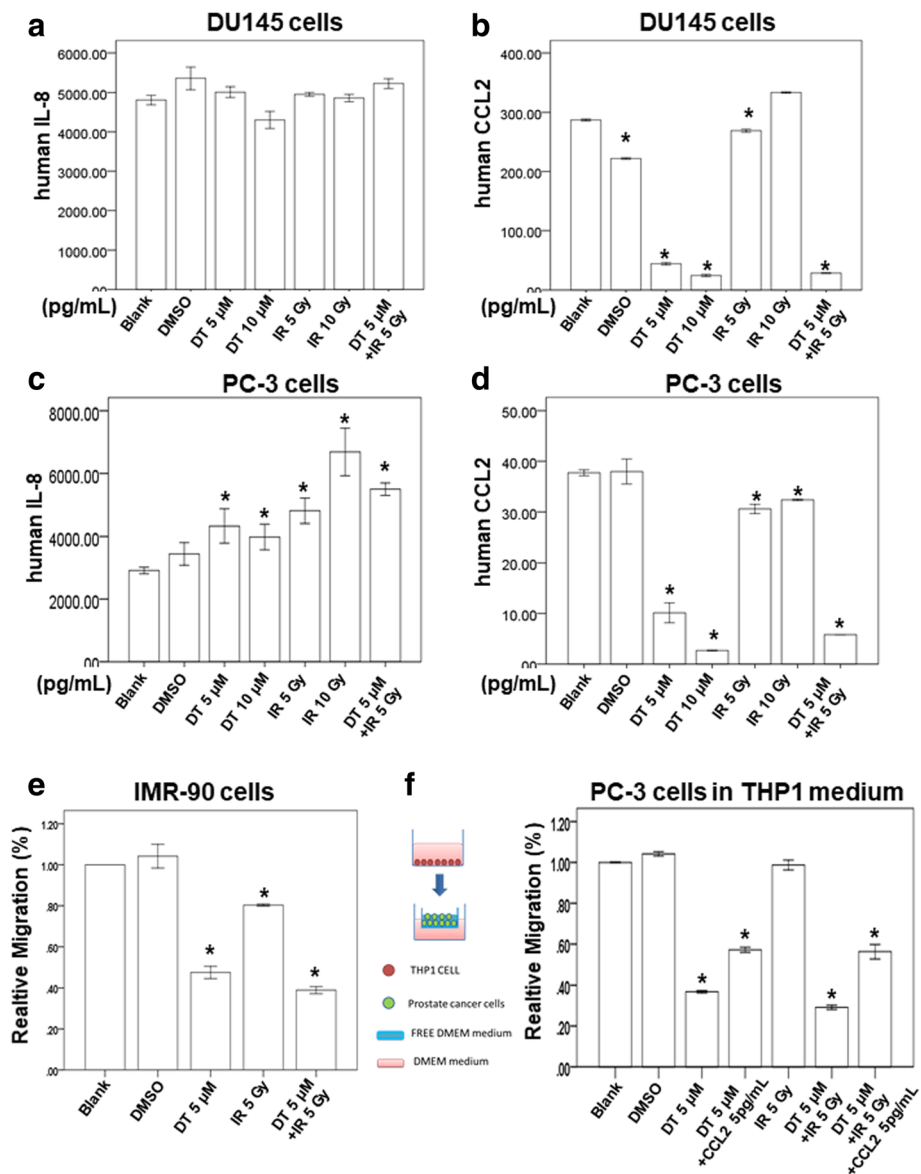 a
DU145 cells
human IL-8
6000.00
5000.00
4000.00
3000.00
2000.00
1000.00
.00
(pg/mL)
Blank
DMSO
DT 5 µM
DT 10 µM
IR 5 Gy
IR 10 Gy
DT 5 µM
+IR 5 Gy
b
DU145 cells
human CCL2
400.00
300.00
200.00
100.00
.00
*
*
*
*
*
(pg/mL)
Blank
DMSO
DT 5 µM
DT 10 µM
IR 5 Gy
IR 10 Gy
DT 5 µM
+IR 5 Gy
c
PC-3 cells
human IL-8
8000.00
6000.00
4000.00
2000.00
.00
*
*
*
*
*
(pg/mL)
Blank
DMSO
DT 5 µM
DT 10 µM
IR 5 Gy
IR 10 Gy
DT 5 µM
+IR 5 Gy
d
PC-3 cells
human CCL2
50.00
40.00
30.00
20.00
10.00
.00
*
*
*
*
*
(pg/mL)
Blank
DMSO
DT 5 µM
DT 10 µM
IR 5 Gy
IR 10 Gy
DT 5 µM
+IR 5 Gy
e
IMR-90 cells
Realtive Migration (%)
1.20
1.00
.80
.60
.40
.20
.00
*
*
*
Blank
DMSO
DT 5 µM
IR 5 Gy
DT 5 µM
+IR 5 Gy
f
THP1 CELL
Prostate cancer cells
FREE DMEM medium
DMEM medium
PC-3 cells in THP1 medium
Realtive Migration (%)
1.20
1.00
.80
.60
.40
.20
.00
*
*
*
*
Blank
DMSO
DT 5 µM
DT 5 µM
+CCL2 5pg/mL
IR 5 Gy
DT 5 µM
+IR 5 Gy
DT 5 µM
+IR 5 Gy
+CCL2 5pg/mL